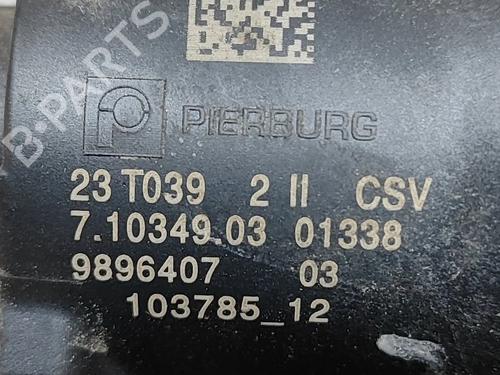 B-PARTS
PIERBURG
23 T039 2 II CSV
7.10349.03 01338
9896407 03
103785_12